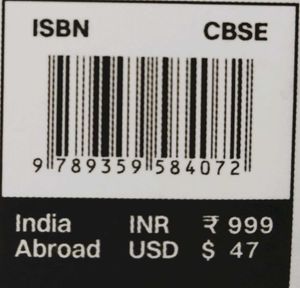 ISBN CBSE
9 789359 584072
India INR ₹ 999
Abroad USD $ 47